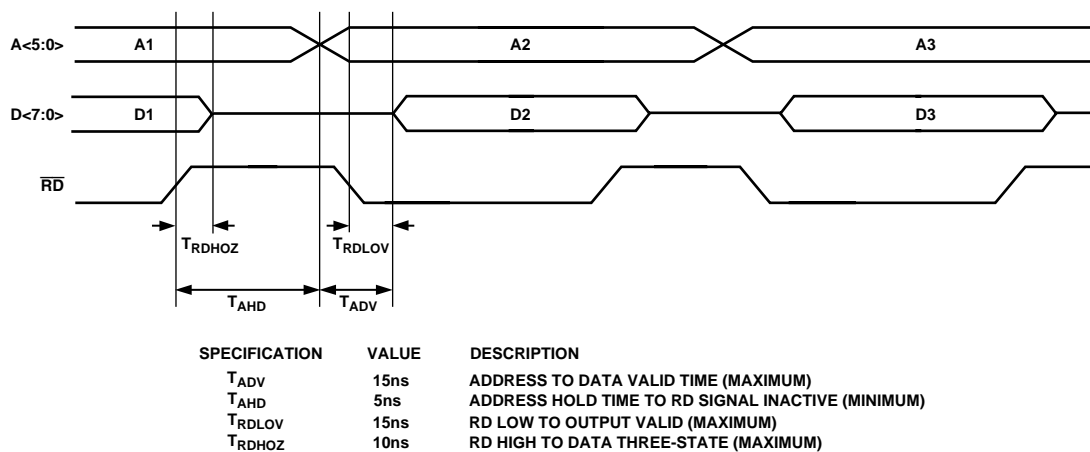 A<5:0> A1 A2 A3
D<7:0> D1 D2 D3
RD
TRDHOZ TRDLOV
TAHD TADV
SPECIFICATION VALUE DESCRIPTION
TADV 15ns ADDRESS TO DATA VALID TIME (MAXIMUM)
TAHD 5ns ADDRESS HOLD TIME TO RD SIGNAL INACTIVE (MINIMUM)
TRDLOV 15ns RD LOW TO OUTPUT VALID (MAXIMUM)
TRDHOZ 10ns RD HIGH TO DATA THREE-STATE (MAXIMUM)